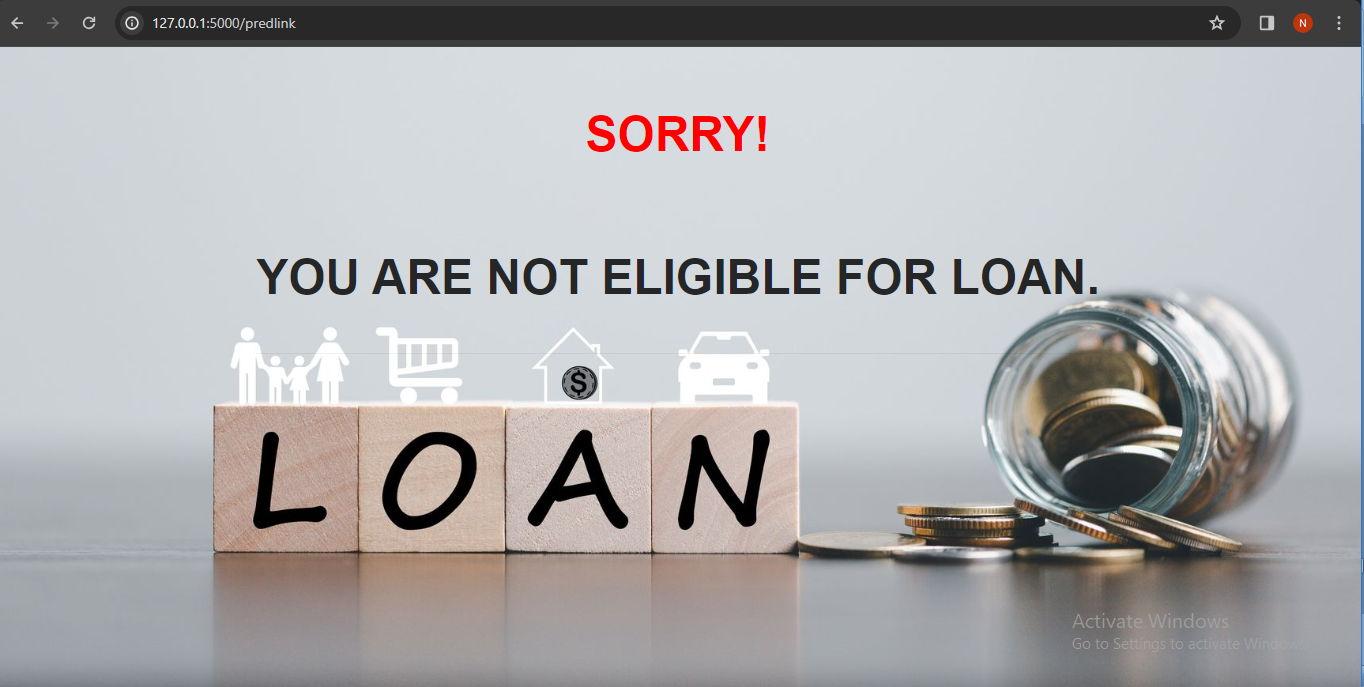 127.0.0.1:5000/predlink
N
SORRY!
YOU ARE NOT ELIGIBLE FOR LOAN.
$
LOAN
Activate Windows
Go to Settings to activate Windows